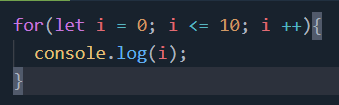 for(let i = 0; i <= 10; i ++){
  console.log(i);
}